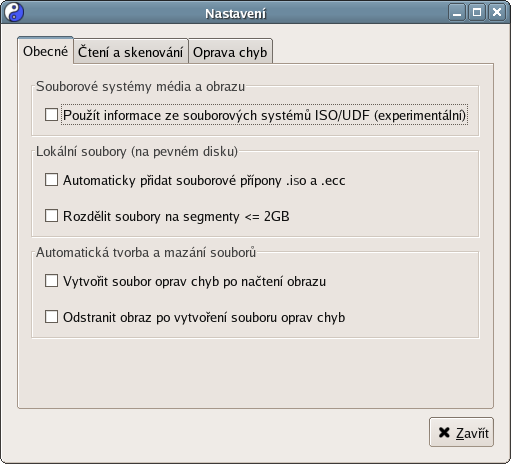 Nastavení
Obecné
Čtení a skenování
Oprava chyb
Souborové systémy média a obrazu
Použít informace ze souborových systémů ISO/UDF (experimentální)
Lokální soubory (na pevném disku)
Automaticky přidat souborové přípony .iso a .ecc
Rozdělit soubory na segmenty <= 2GB
Automatická tvorba a mazání souborů
Vytvořit soubor oprav chyb po načtení obrazu
Odstranit obraz po vytvoření souboru oprav chyb
Zavřít